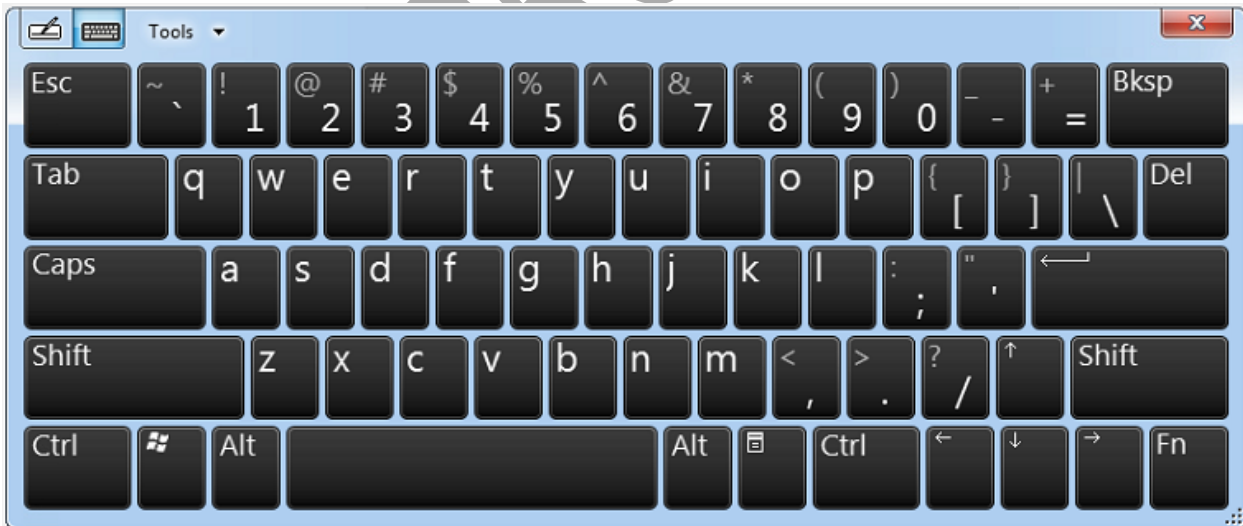 Tools
Esc ~ ` ! 1 @ 2 # 3 $ 4 % 5 ^ 6 & 7 * 8 ( 9 ) 0 _ - + = Bksp
Tab q w e r t y u i o p { [ } ] | \ Del
Caps a s d f g h j k l : ; " '
Shift z x c v b n m < , > . ? / ↑ Shift
Ctrl Alt Alt Ctrl ← ↓ → Fn